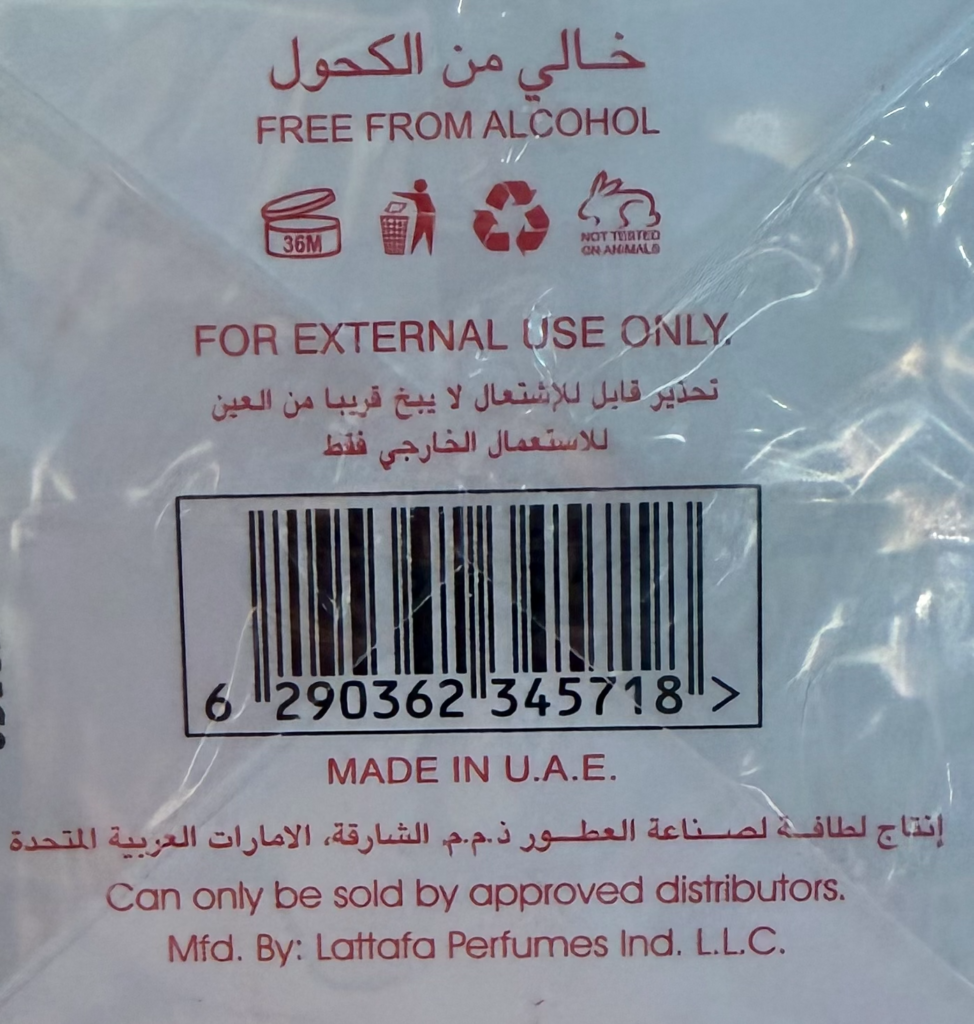 خالي من الكحول
FREE FROM ALCOHOL
36M
NOT TESTED
ON ANIMALS
FOR EXTERNAL USE ONLY.
تحذير قابل للإشتعال لا يبخ قريبا من العين
للاستعمال الخارجي فقط
6 290362 345718 >
MADE IN U.A.E.
إنتاج لطافة لصناعة العطور ذ.م.م الشارقة، الامارات العربية المتحدة
Can only be sold by approved distributors.
Mfd. By: Lattafa Perfumes Ind. L.L.C.